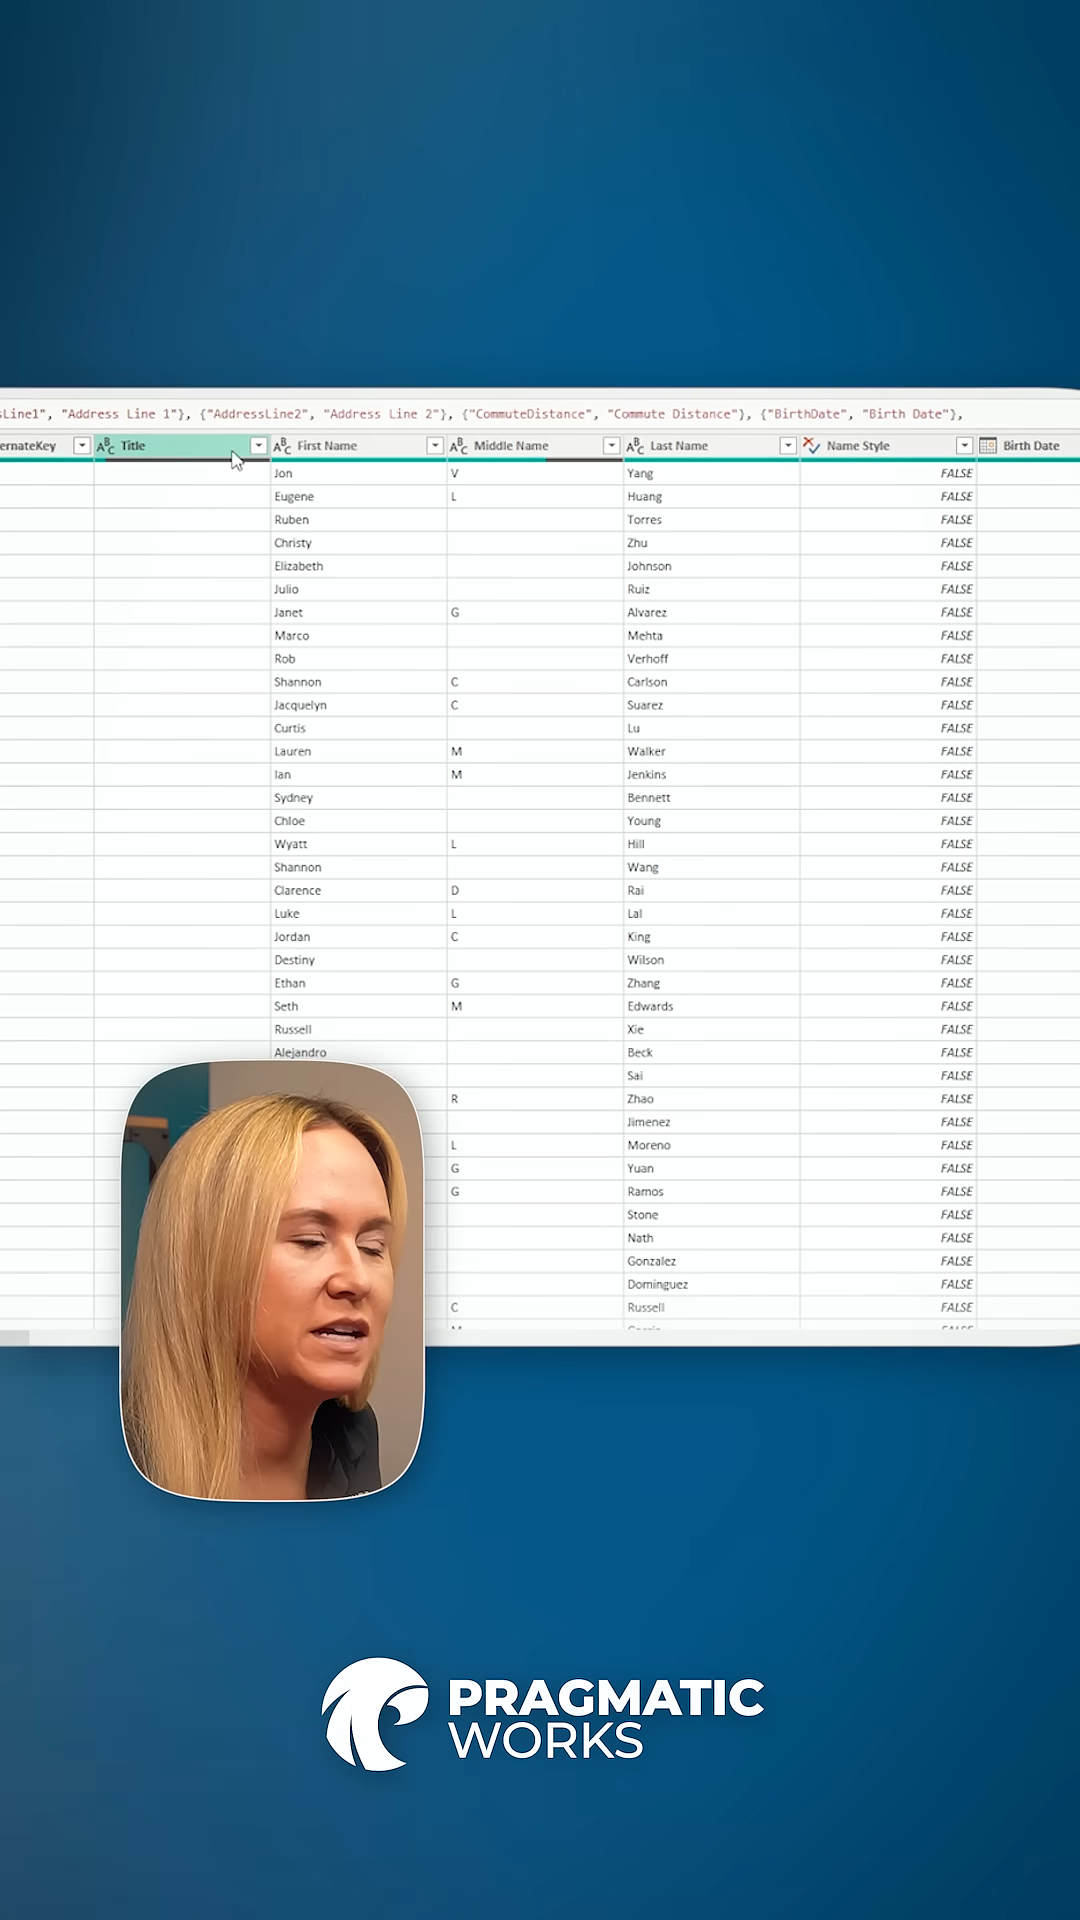 sLine1", "Address Line 1"}, {"AddressLine2", "Address Line 2"}, {"CommuteDistance", "Commute Distance"}, {"BirthDate", "Birth Date"},
ernateKey ABC Title ABC First Name ABC Middle Name ABC Last Name Name Style Birth Date
Jon V Yang FALSE
Eugene L Huang FALSE
Ruben Torres FALSE
Christy Zhu FALSE
Elizabeth Johnson FALSE
Julio Ruiz FALSE
Janet G Alvarez FALSE
Marco Mehta FALSE
Rob Verhoff FALSE
Shannon C Carlson FALSE
Jacquelyn C Suarez FALSE
Curtis Lu FALSE
Lauren M Walker FALSE
Ian M Jenkins FALSE
Sydney Bennett FALSE
Chloe Young FALSE
Wyatt L Hill FALSE
Shannon Wang FALSE
Clarence D Rai FALSE
Luke L Lal FALSE
Jordan C King FALSE
Destiny Wilson FALSE
Ethan G Zhang FALSE
Seth M Edwards FALSE
Russell Xie FALSE
Alejandro Beck FALSE
Sai FALSE
R Zhao FALSE
Jimenez FALSE
L Moreno FALSE
G Yuan FALSE
G Ramos FALSE
Stone FALSE
Nath FALSE
Gonzalez FALSE
Dominguez FALSE
C Russell FALSE
PRAGMATIC
WORKS